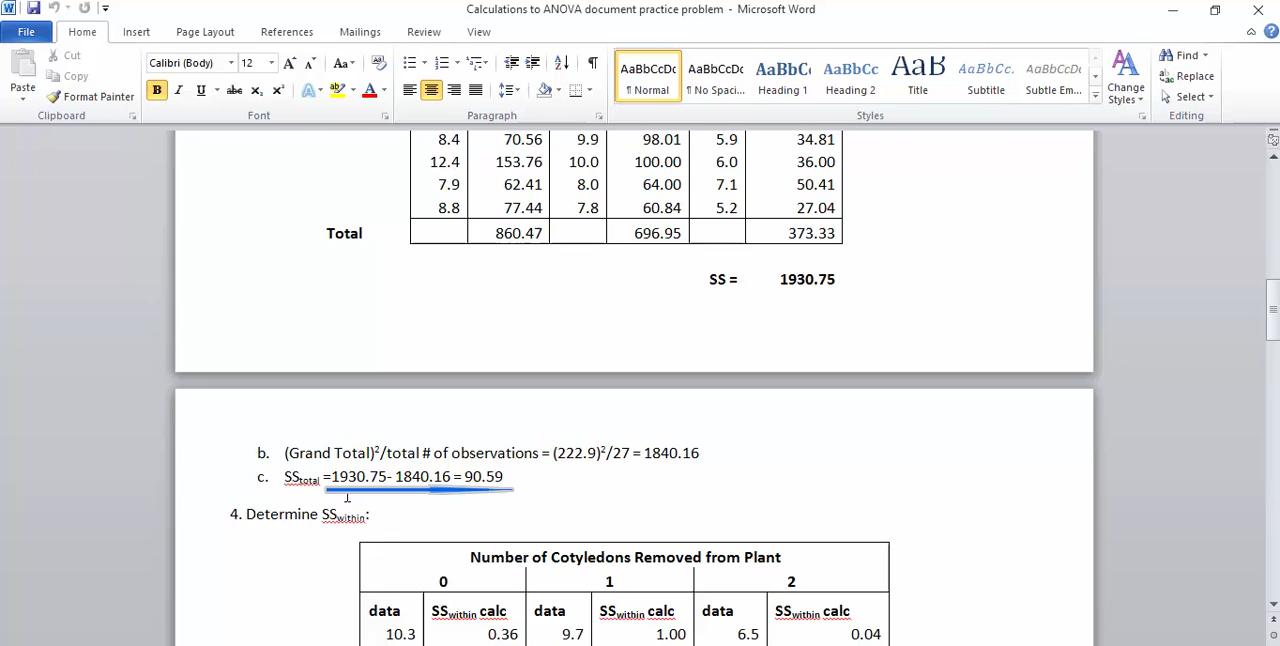 Calculations to ANOVA document practice problem - Microsoft Word
File Home Insert Page Layout References Mailings Review View
Paste
Cut
Copy
Format Painter
Clipboard
Calibri (Body) 12
B I U abc x₂ x² A A A
Font
Paragraph
AaBbCcDc AaBbCcDc AaBbC AaBbCc AaB AaBbCc. AaBbCcDc
¶ Normal ¶ No Spaci... Heading 1 Heading 2 Title Subtitle Subtle Em...
Change Styles
Styles
Find
Replace
Select
Editing
8.4 70.56 9.9 98.01 5.9 34.81
12.4 153.76 10.0 100.00 6.0 36.00
7.9 62.41 8.0 64.00 7.1 50.41
8.8 77.44 7.8 60.84 5.2 27.04
Total 860.47 696.95 373.33
SS = 1930.75
b. (Grand Total)²/total # of observations = (222.9)²/27 = 1840.16
c. SStotal =1930.75- 1840.16 = 90.59
4. Determine SSwithin:
Number of Cotyledons Removed from Plant
0 1 2
data SSwithin calc data SSwithin calc data SSwithin calc
10.3 0.36 9.7 1.00 6.5 0.04